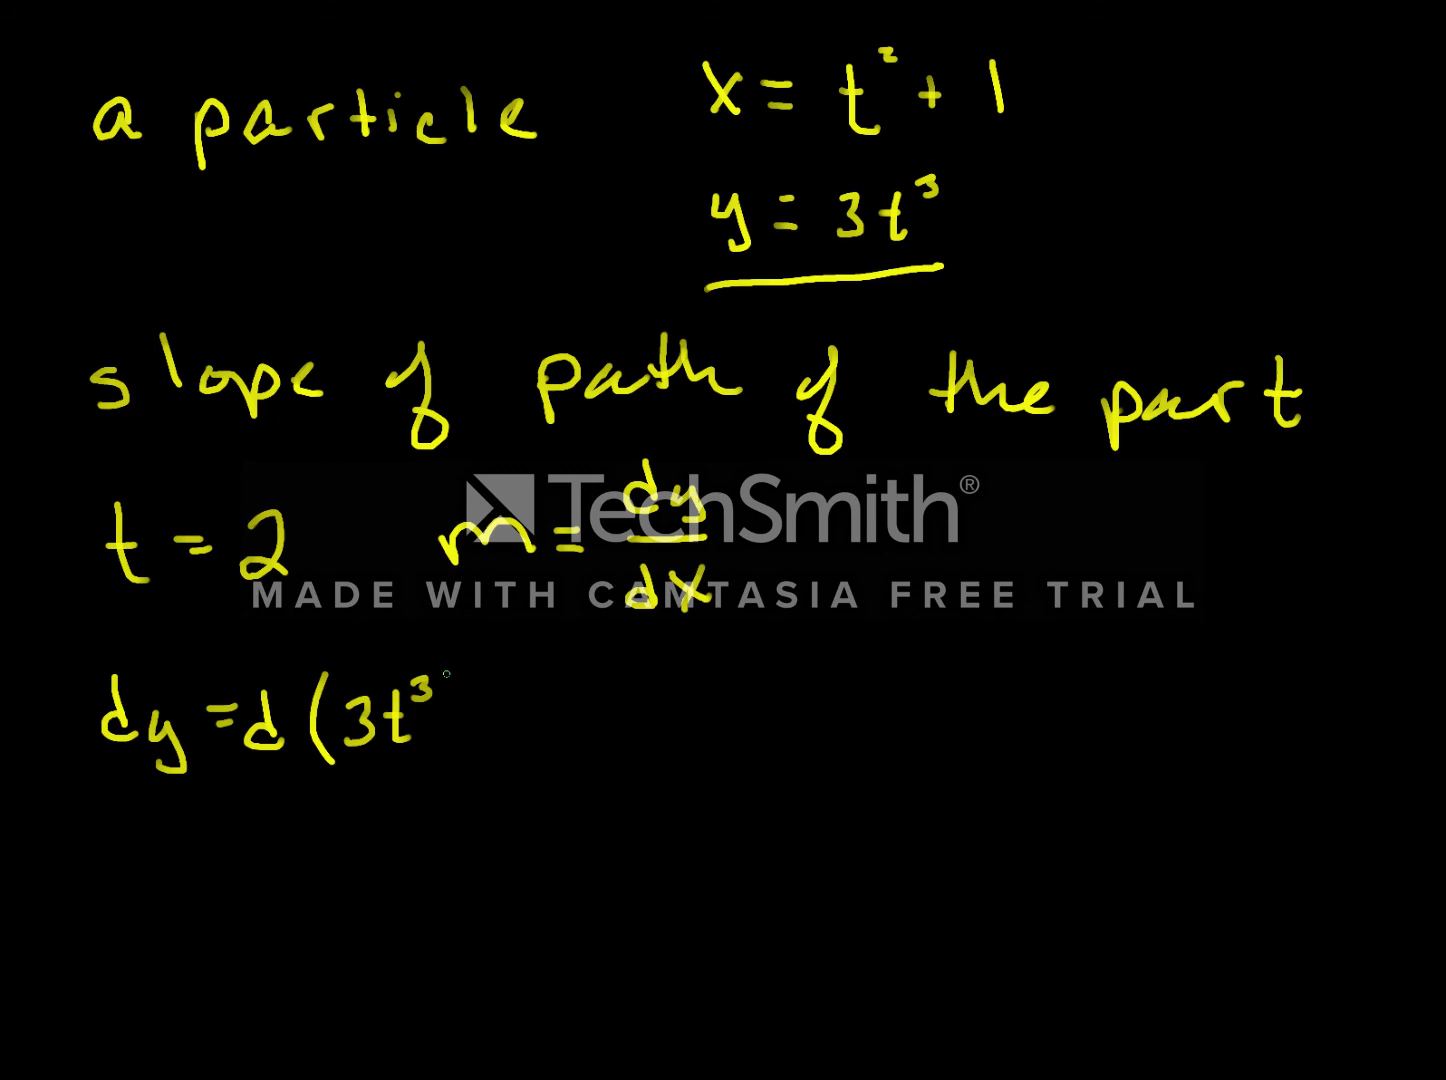 a particle x = t² + 1
y = 3t³
slope of path of the part
t = 2 m = dy/dx
TechSmith®
MADE WITH CAMTASIA FREE TRIAL
dy = d (3t³